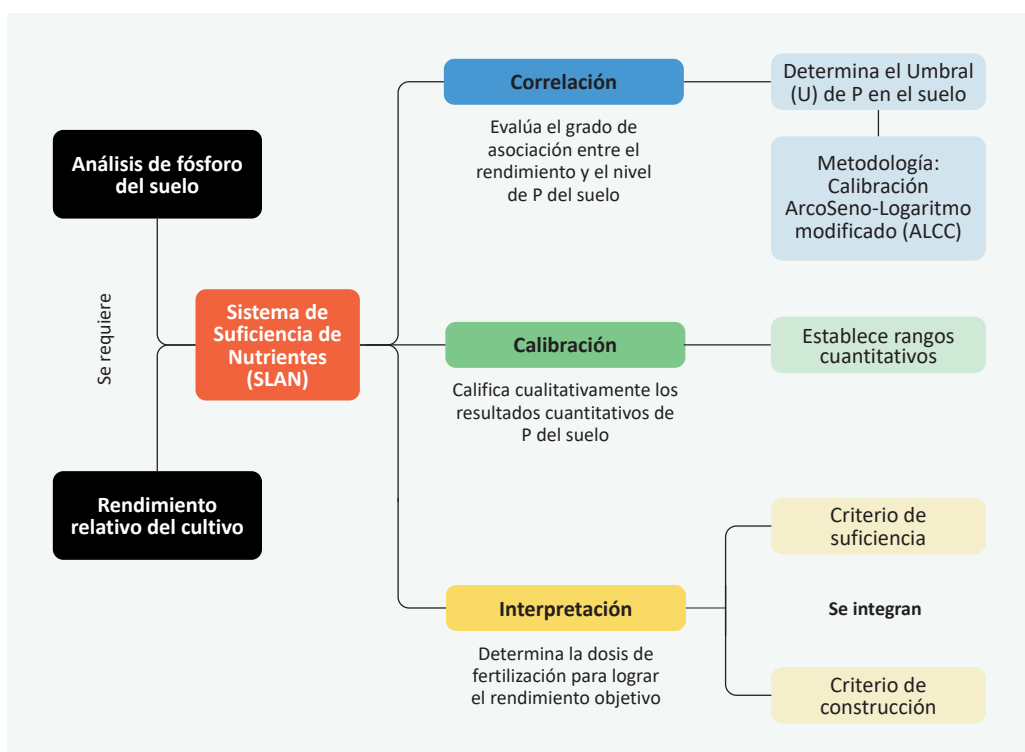 Análisis de fósforo
del suelo
Se requiere
Rendimiento
relativo del cultivo
Sistema de
Suficiencia de
Nutrientes
(SLAN)
Correlación
Evalúa el grado de
asociación entre el
rendimiento y el nivel
de P del suelo
Determina el Umbral
(U) de P en el suelo
Metodología:
Calibración
ArcoSeno-Logaritmo
modificado (ALCC)
Calibración
Califica cualitativamente los
resultados cuantitativos de
P del suelo
Establece rangos
cuantitativos
Interpretación
Determina la dosis de
fertilización para lograr
el rendimiento objetivo
Criterio de
suficiencia
Se integran
Criterio de
construcción